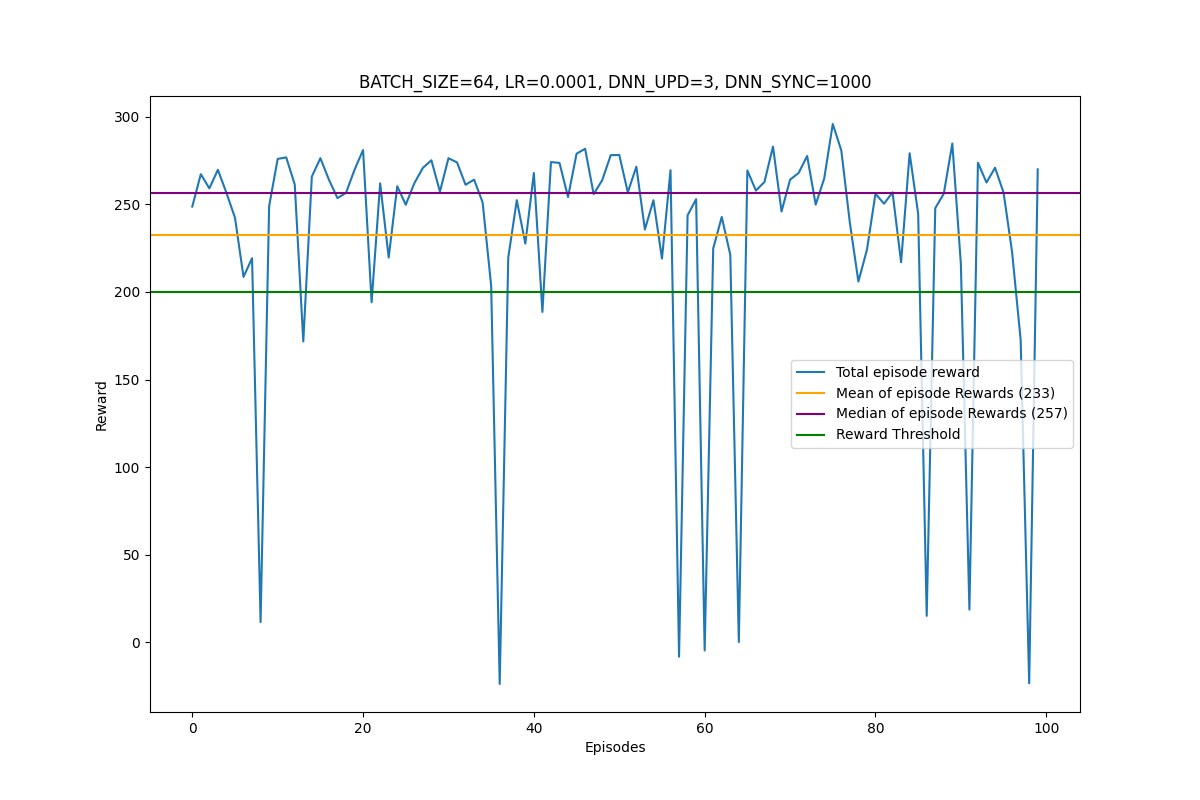 BATCH_SIZE=64, LR=0.0001, DNN_UPD=3, DNN_SYNC=1000
300
250
200
150
100
50
0
Reward
Total episode reward
Mean of episode Rewards (233)
Median of episode Rewards (257)
Reward Threshold
0 20 40 60 80 100
Episodes